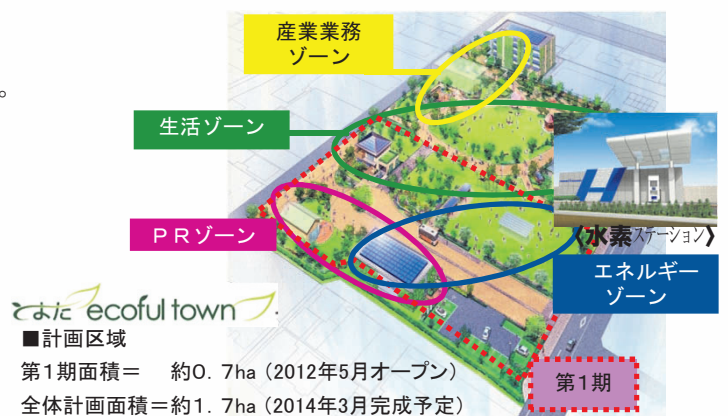 産業業務
ゾーン
。
生活ゾーン
PRゾーン
H
〈水素ステーション〉
エネルギー
ゾーン
とよた ecoful town
■計画区域
第1期面積= 約0.7ha（2012年5月オープン）
第1期
全体計画面積=約1.7ha（2014年3月完成予定）